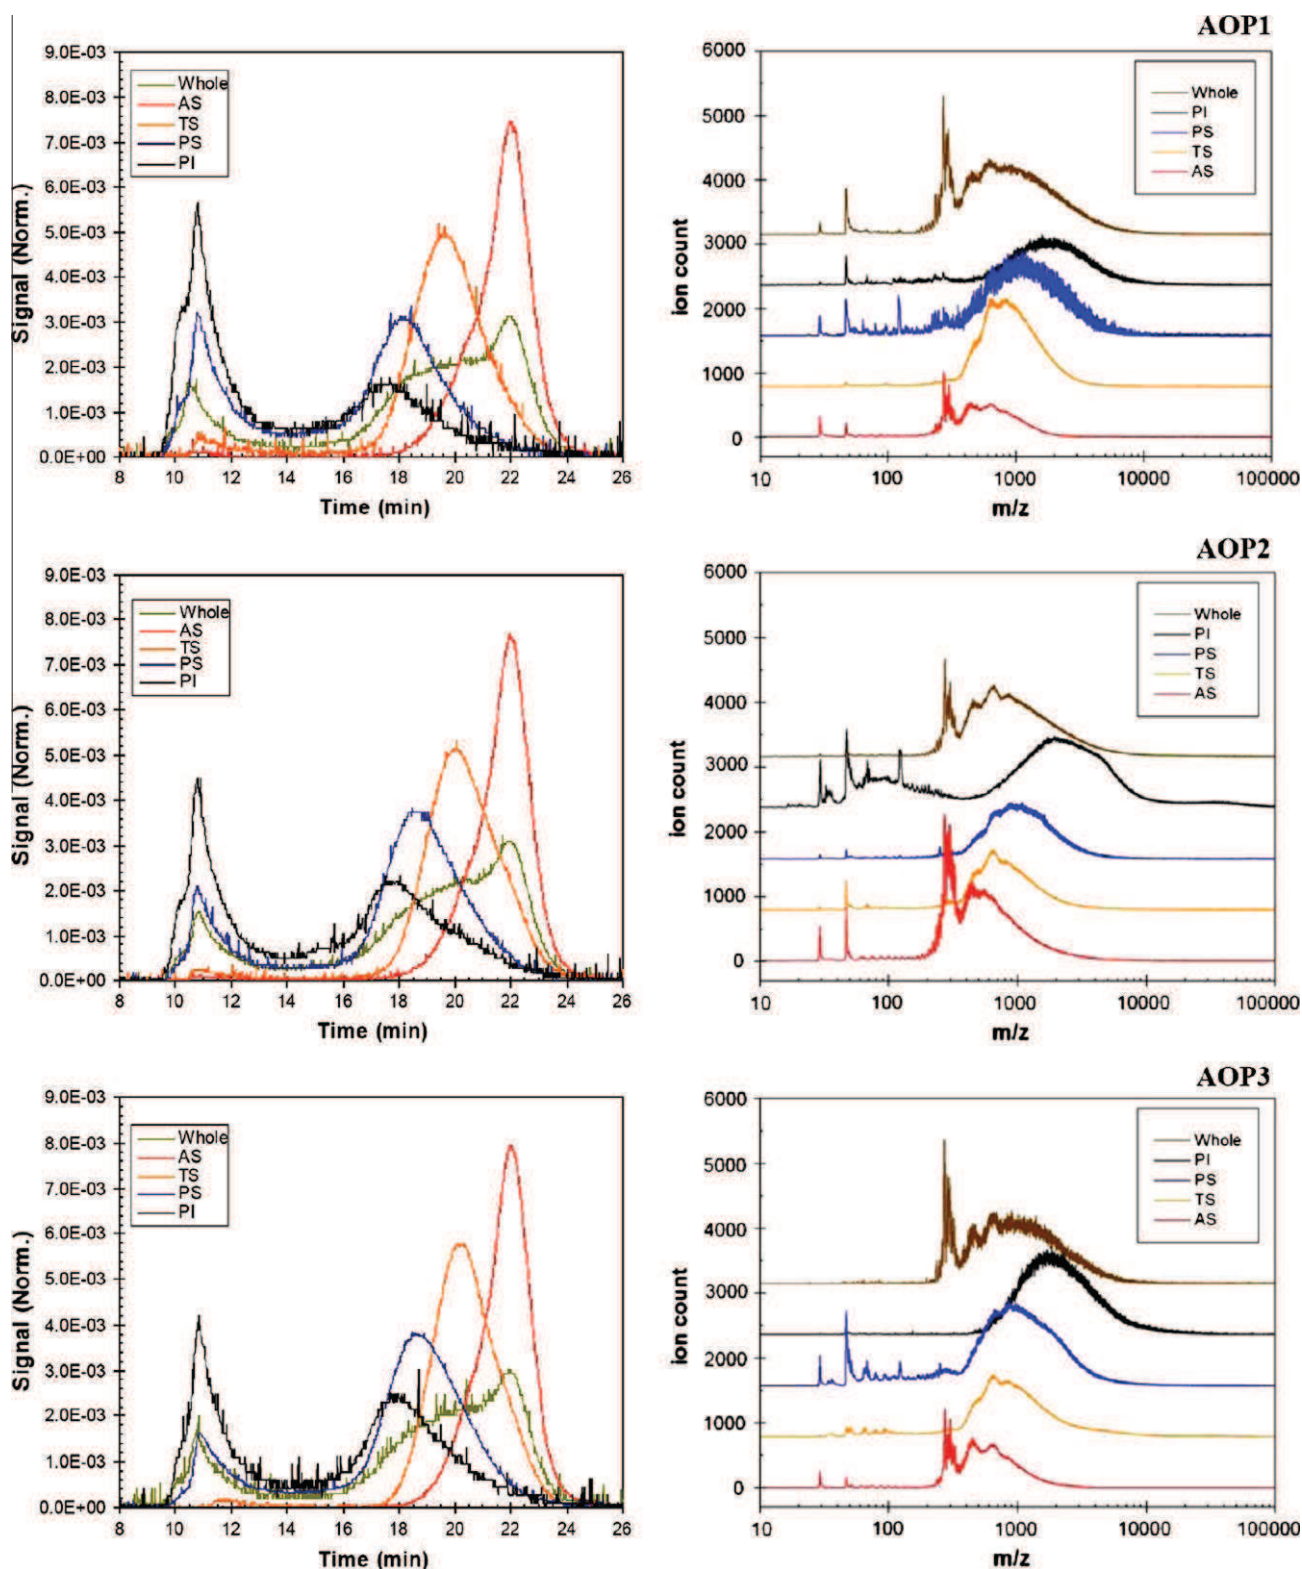 AOP1
9.0E-03
8.0E-03
7.0E-03
6.0E-03
5.0E-03
4.0E-03
3.0E-03
2.0E-03
1.0E-03
0.0E+00
Signal (Norm.)
Whole
AS
TS
PS
PI
8 10 12 14 16 18 20 22 24 26
Time (min)
6000
5000
4000
3000
2000
1000
0
ion count
Whole
PI
PS
TS
AS
10 100 1000 10000 100000
m/z
AOP2
9.0E-03
8.0E-03
7.0E-03
6.0E-03
5.0E-03
4.0E-03
3.0E-03
2.0E-03
1.0E-03
0.0E+00
Signal (Norm.)
Whole
AS
TS
PS
PI
8 10 12 14 16 18 20 22 24 26
Time (min)
6000
5000
4000
3000
2000
1000
0
ion count
Whole
PI
PS
TS
AS
10 100 1000 10000 100000
m/z
AOP3
9.0E-03
8.0E-03
7.0E-03
6.0E-03
5.0E-03
4.0E-03
3.0E-03
2.0E-03
1.0E-03
0.0E+00
Signal (Norm.)
Whole
AS
TS
PS
PI
8 10 12 14 16 18 20 22 24 26
Time (min)
6000
5000
4000
3000
2000
1000
0
ion count
Whole
PI
PS
TS
AS
10 100 1000 10000 100000
m/z